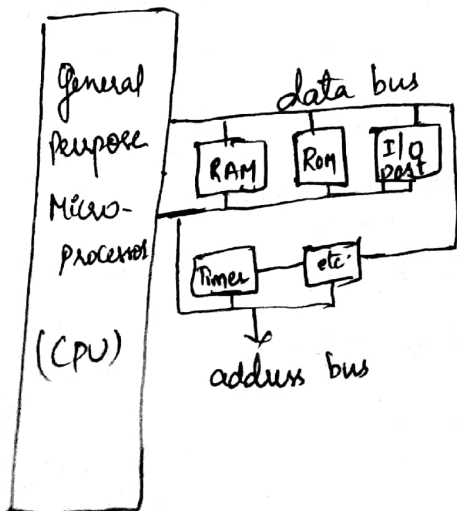 General
Purpose
Micro-
Processor
(CPU)
data bus
RAM
ROM
I/O
port
Timer
etc.
address bus